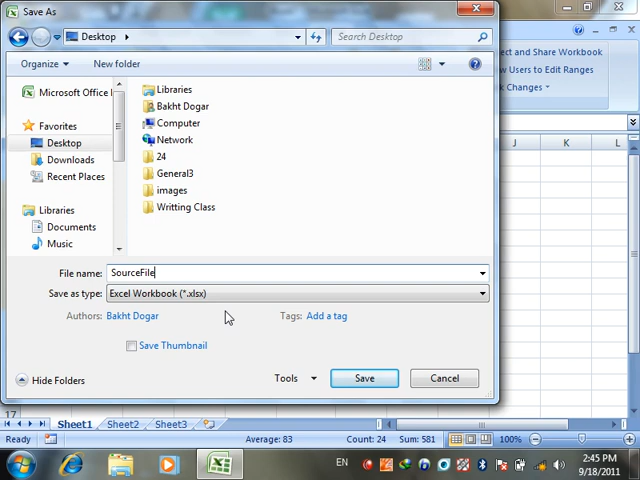 Save As
Desktop
Search Desktop
Organize
New folder
Microsoft Office
Favorites
Desktop
Downloads
Recent Places
Libraries
Documents
Music
Libraries
Bakht Dogar
Computer
Network
24
General3
images
Writting Class
File name: SourceFile
Save as type: Excel Workbook (*.xlsx)
Authors: Bakht Dogar
Tags: Add a tag
Save Thumbnail
Hide Folders
Tools
Save
Cancel
ect and Share Workbook
Users to Edit Ranges
Changes
J K L
17
Sheet1 Sheet2 Sheet3
Ready
Average: 83 Count: 24 Sum: 581
100%
EN
2:45 PM
9/18/2011